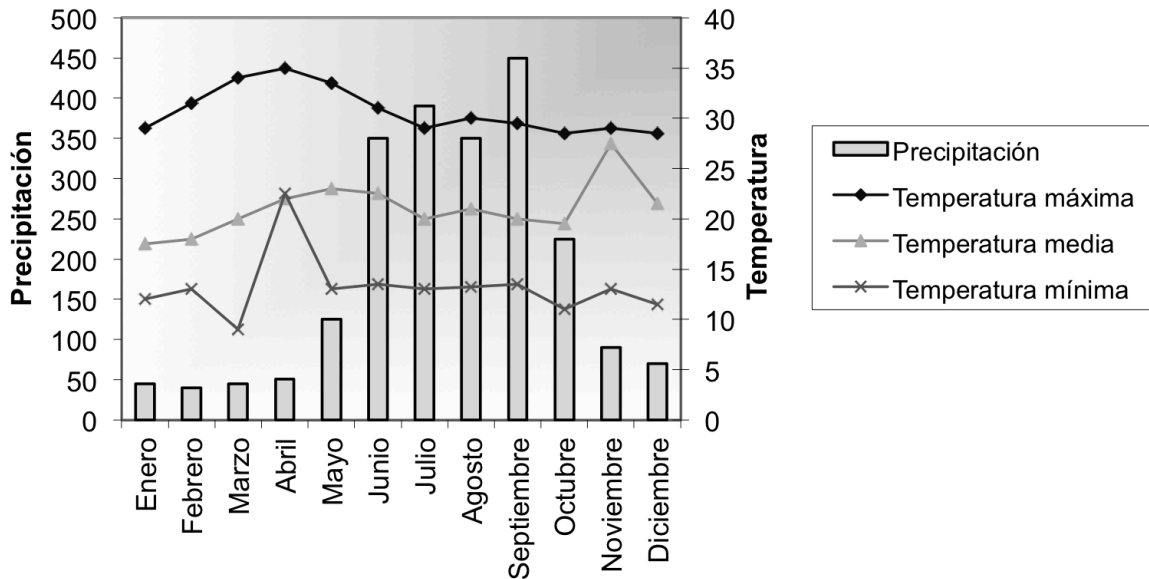 500
450
400
350
300
250
200
150
100
50
0
Precipitación
40
35
30
25
20
15
10
5
0
Temperatura
Enero
Febrero
Marzo
Abril
Mayo
Junio
Julio
Agosto
Septiembre
Octubre
Noviembre
Diciembre
Precipitación
Temperatura máxima
Temperatura media
Temperatura mínima